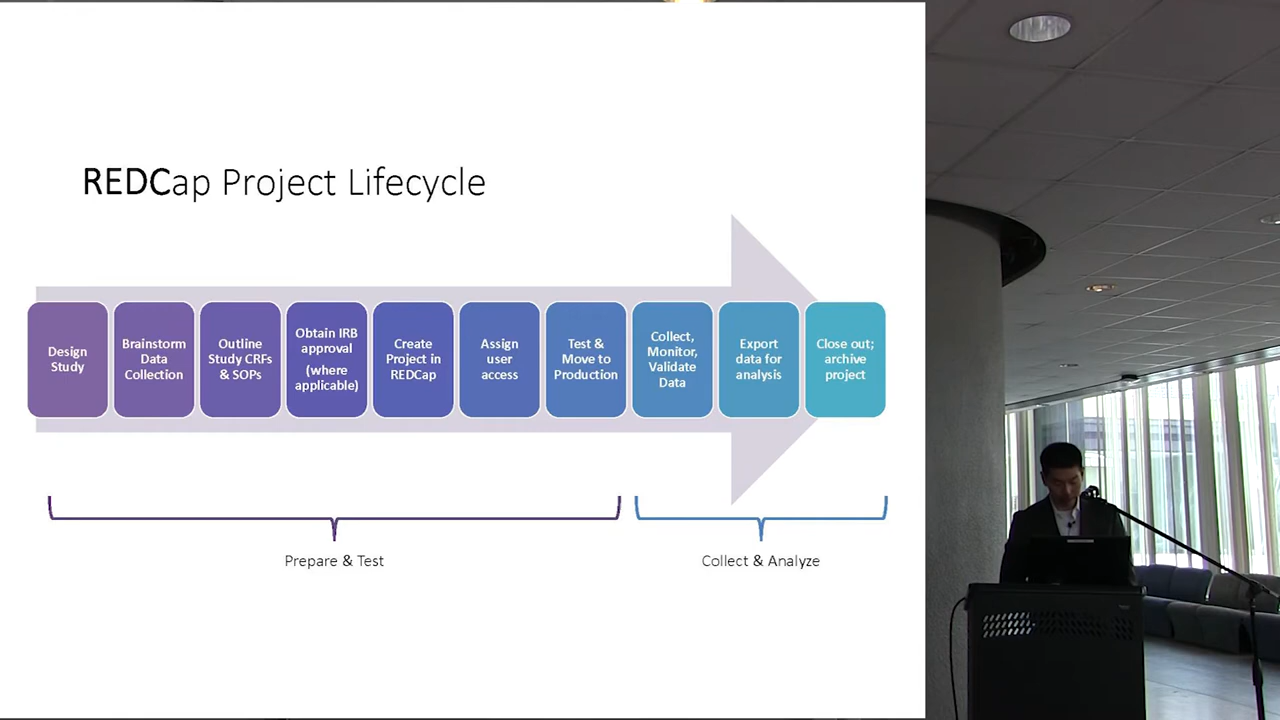 REDCap Project Lifecycle
Design
Study
Brainstorm
Data
Collection
Outline
Study CRFs
& SOPs
Obtain IRB
approval
(where
applicable)
Create
Project in
REDCap
Assign
user
access
Test &
Move to
Production
Collect,
Monitor,
Validate
Data
Export
data for
analysis
Close out;
archive
project
Prepare & Test
Collect & Analyze